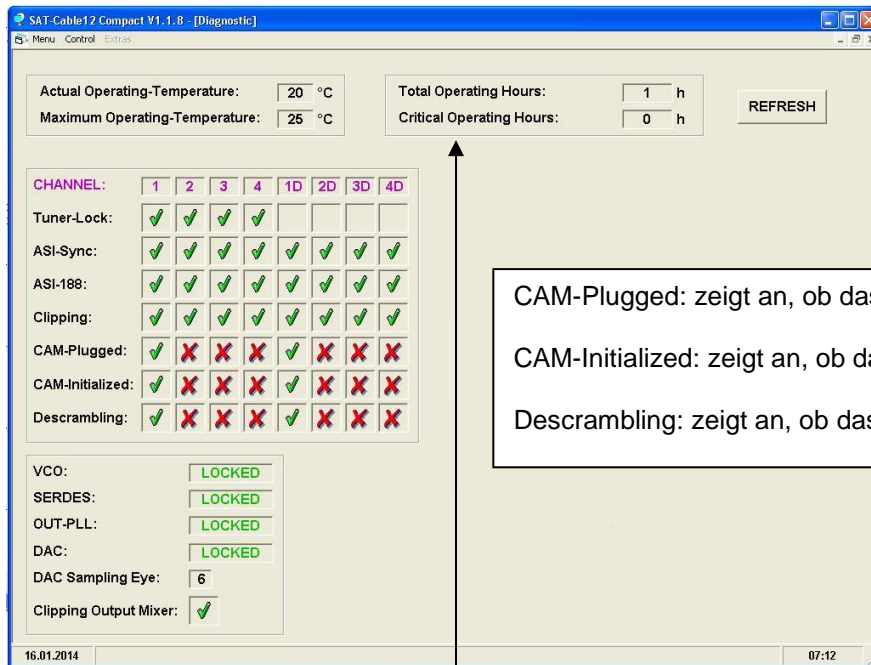 SAT-Cable12 Compact V1.1.8 - [Diagnostic]
Menu Control Extras
Actual Operating-Temperature: 20 °C
Maximum Operating-Temperature: 25 °C
Total Operating Hours: 1 h
Critical Operating Hours: 0 h
REFRESH
CHANNEL: 1 2 3 4 1D 2D 3D 4D
Tuner-Lock:
ASI-Sync:
ASI-188:
Clipping:
CAM-Plugged:
CAM-Initialized:
Descrambling:
CAM-Plugged: zeigt an, ob das
CAM-Initialized: zeigt an, ob da
Descrambling: zeigt an, ob das
VCO: LOCKED
SERDES: LOCKED
OUT-PLL: LOCKED
DAC: LOCKED
DAC Sampling Eye: 6
Clipping Output Mixer:
16.01.2014 07:12